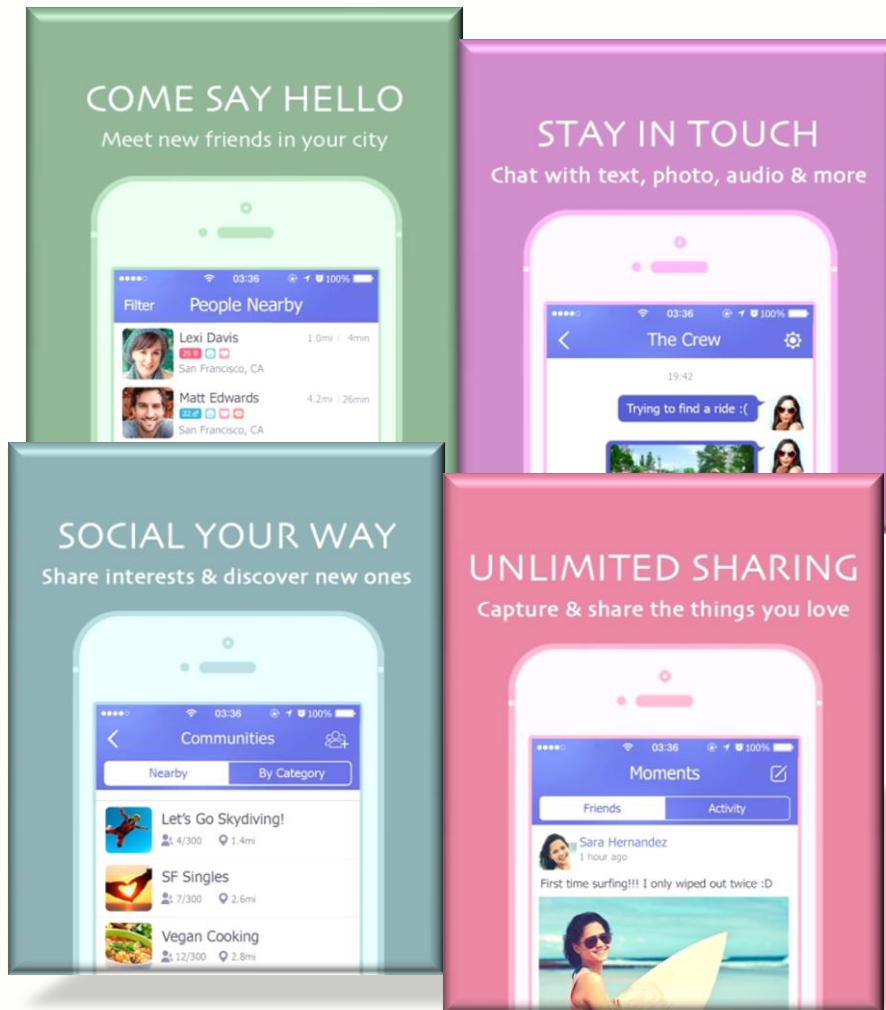 COME SAY HELLO
Meet new friends in your city
03:36
100%
Filter
People Nearby
Lexi Davis
1.0mi | 4min
25 ♀
San Francisco, CA
Matt Edwards
4.2mi | 26min
22 ♂
San Francisco, CA
STAY IN TOUCH
Chat with text, photo, audio & more
03:36
100%
The Crew
19:42
Trying to find a ride :(
SOCIAL YOUR WAY
Share interests & discover new ones
03:36
100%
Communities
Nearby
By Category
Let's Go Skydiving!
4/300
1.4mi
SF Singles
7/300
2.6mi
Vegan Cooking
12/300
2.8mi
UNLIMITED SHARING
Capture & share the things you love
03:36
100%
Moments
Friends
Activity
Sara Hernandez
1 hour ago
First time surfing!!! I only wiped out twice :D